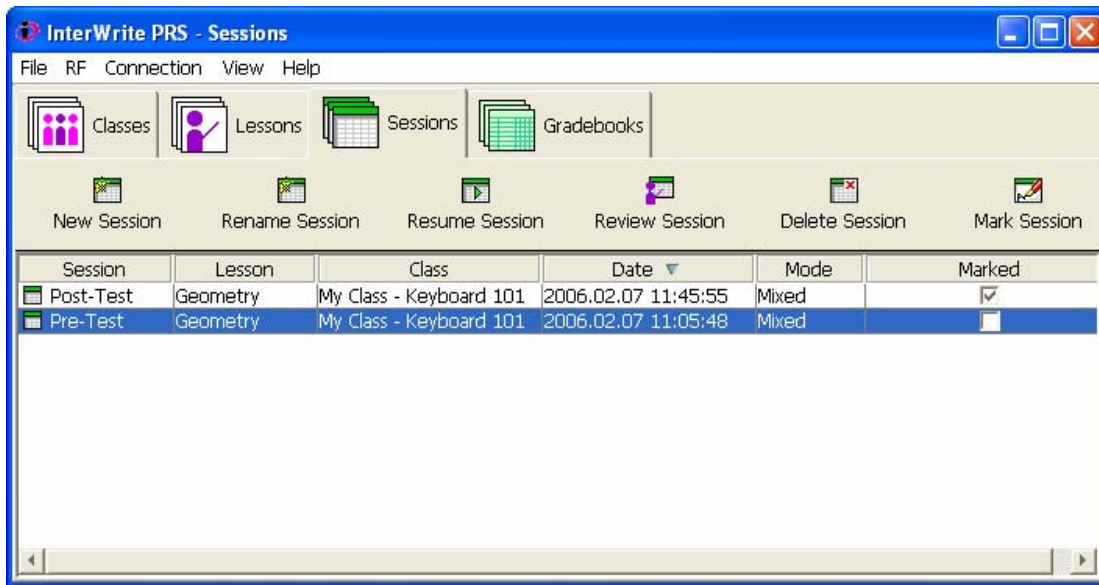 InterWrite PRS - Sessions
File RF Connection View Help
Classes Lessons Sessions Gradebooks
New Session Rename Session Resume Session Review Session Delete Session Mark Session
Session Lesson Class Date Mode Marked
Post-Test Geometry My Class - Keyboard 101 2006.02.07 11:45:55 Mixed
Pre-Test Geometry My Class - Keyboard 101 2006.02.07 11:05:48 Mixed